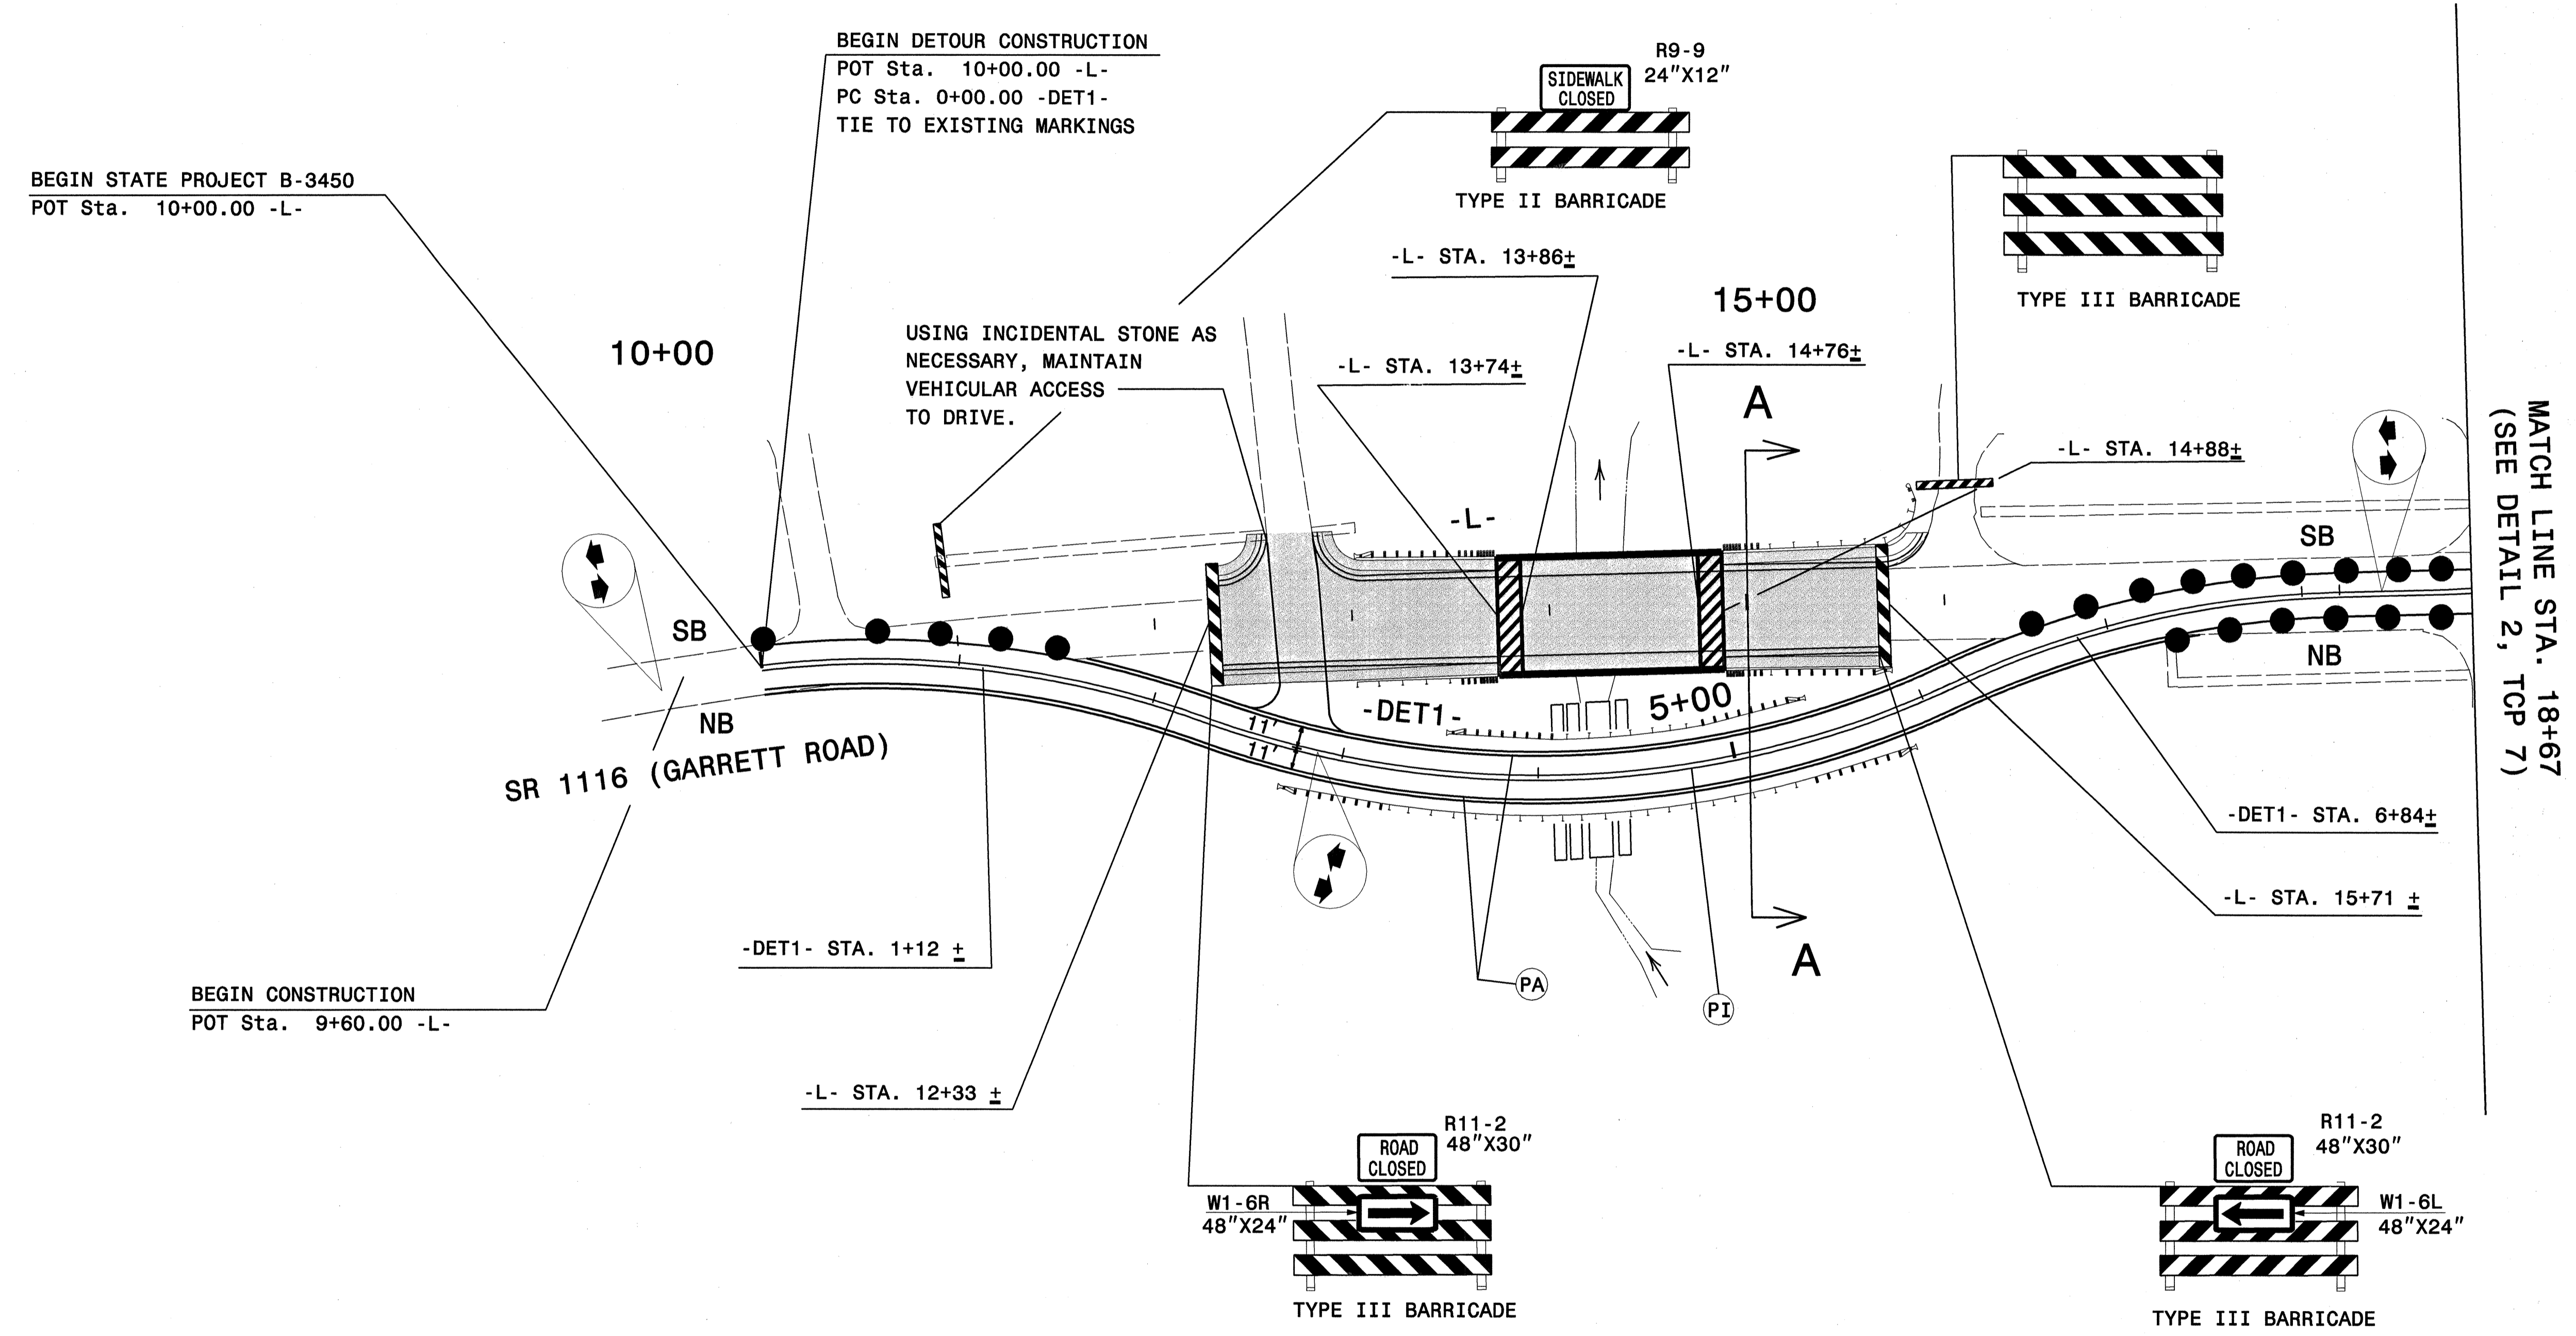 BEGIN DETOUR CONSTRUCTION
POT Sta. 10+00.00 -L-
PC Sta. 0+00.00 -DET1-
TIE TO EXISTING MARKINGS
R9-9
24"X12"
SIDEWALK
CLOSED
TYPE II BARRICADE
BEGIN STATE PROJECT B-3450
POT Sta. 10+00.00 -L-
TYPE III BARRICADE
-L- STA. 13+86±
15+00
10+00
USING INCIDENTAL STONE AS
NECESSARY, MAINTAIN
VEHICULAR ACCESS
TO DRIVE.
-L- STA. 13+74±
-L- STA. 14+76±
A
-L- STA. 14+88±
MATCH LINE STA. 18+67
(SEE DETAIL 2, TCP 7)
-L-
SB
SB
NB
NB
SR 1116 (GARRETT ROAD)
-DET1-
5+00
11'
11'
-DET1- STA. 6+84±
-L- STA. 15+71 ±
-DET1- STA. 1+12 ±
A
PA
PI
BEGIN CONSTRUCTION
POT Sta. 9+60.00 -L-
-L- STA. 12+33 ±
R11-2
48"X30"
ROAD
CLOSED
W1-6R
48"X24"
TYPE III BARRICADE
R11-2
48"X30"
ROAD
CLOSED
W1-6L
48"X24"
TYPE III BARRICADE